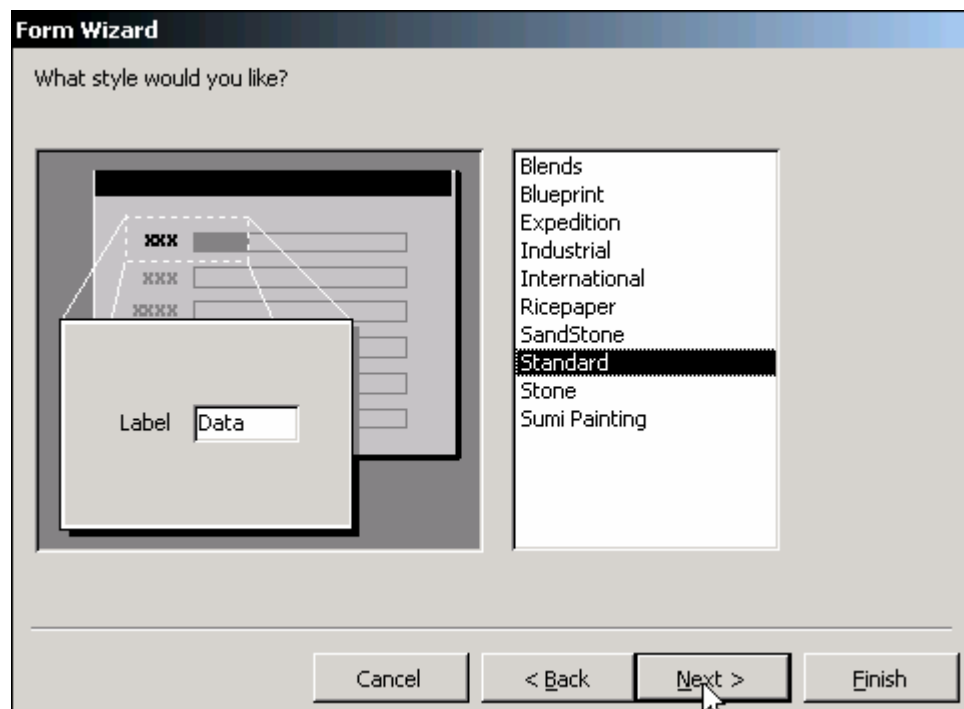 Form Wizard
What style would you like?
xxx
xxx
xxxx
Label Data
Blends
Blueprint
Expedition
Industrial
International
Ricepaper
SandStone
Standard
Stone
Sumi Painting
Cancel
< Back
Next >
Finish